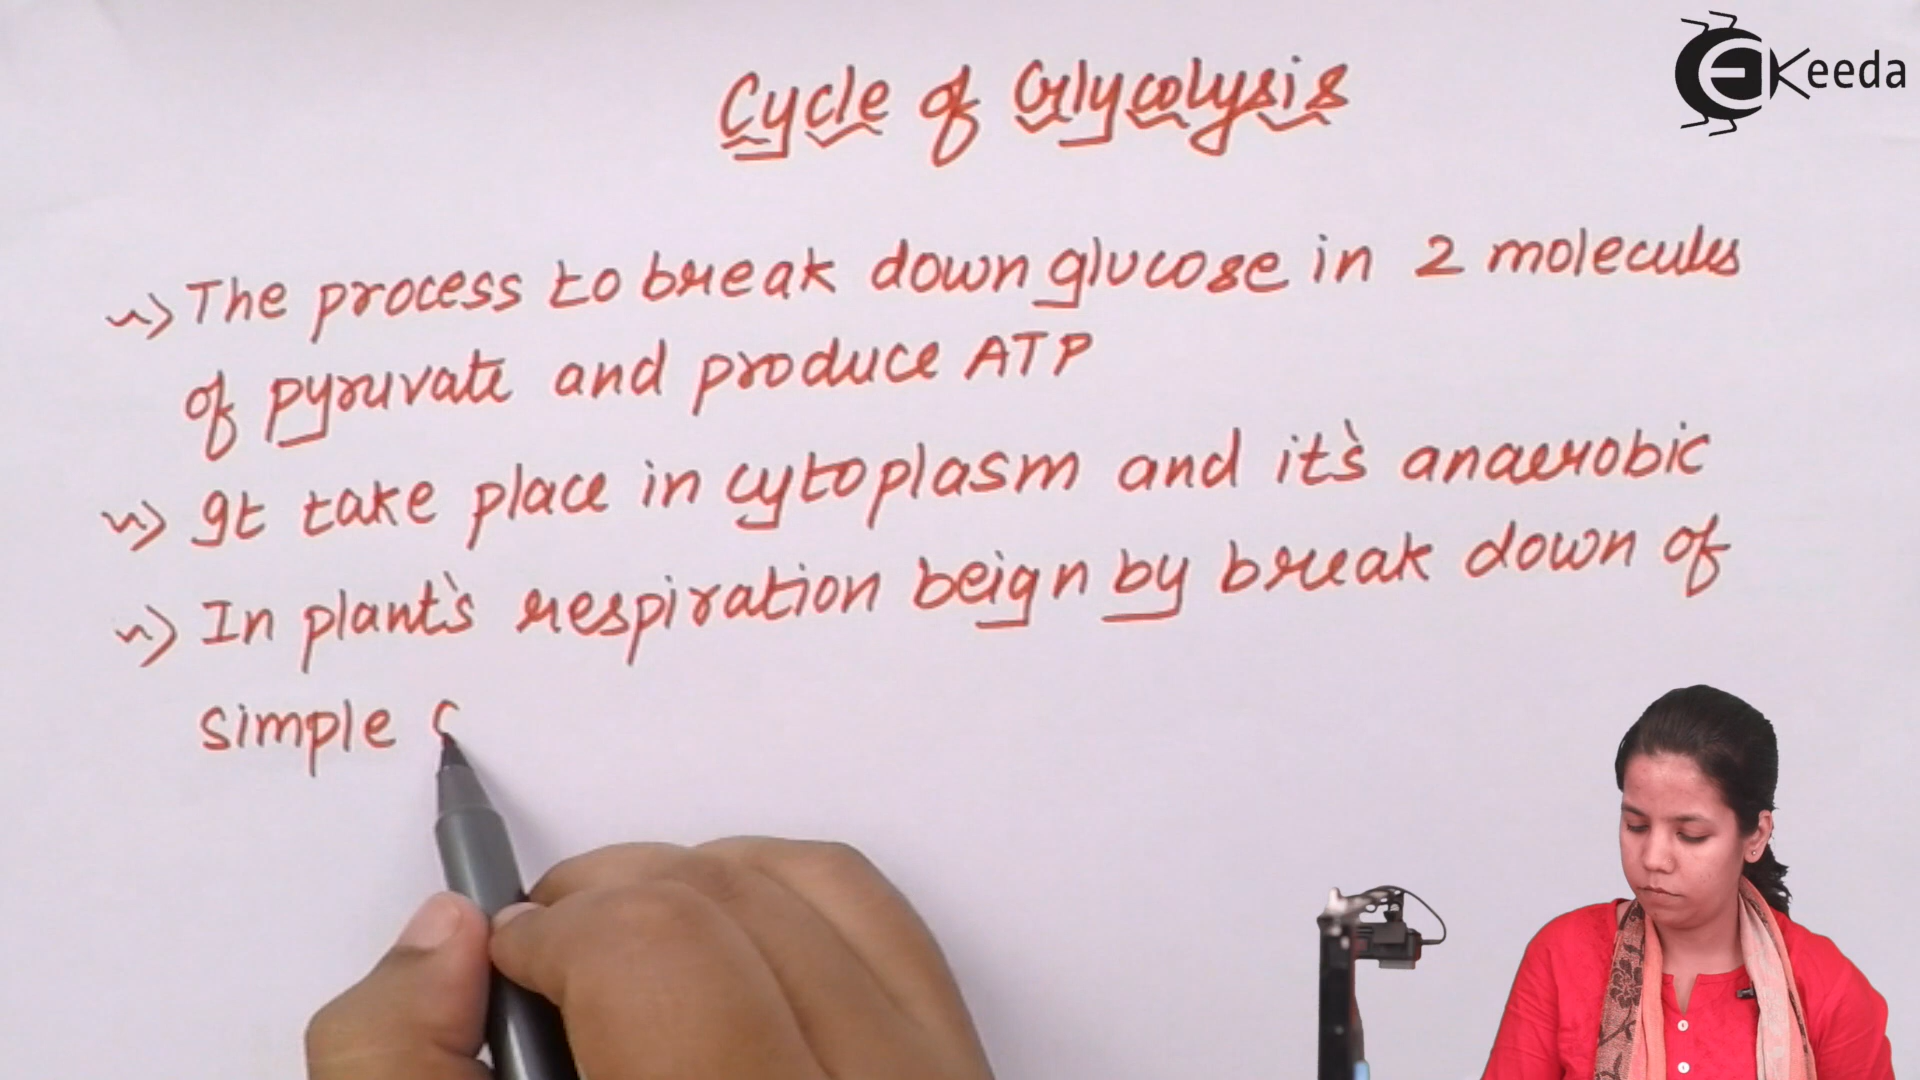 Cycle of Glycolysis
EKeeda
The process to break down glucose in 2 molecules
of pyruvate and produce ATP
It take place in cytoplasm and it's anaerobic
In plant's respiration beign by break down of
simple